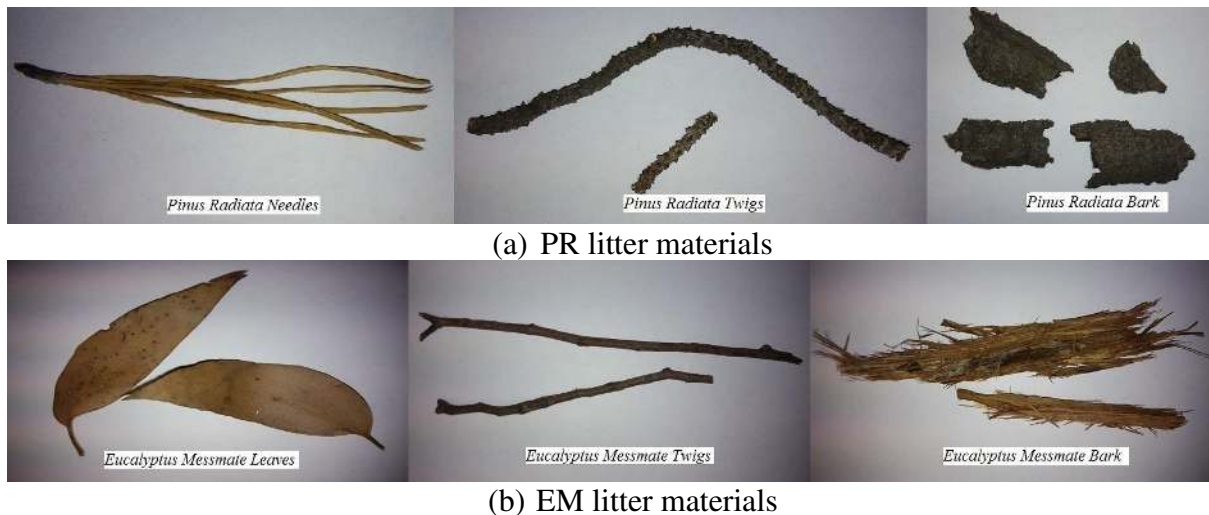 Pinus Radiata Needles
Pinus Radiata Twigs
Pinus Radiata Bark
(a) PR litter materials
Eucalyptus Messmate Leaves
Eucalyptus Messmate Twigs
Eucalyptus Messmate Bark
(b) EM litter materials